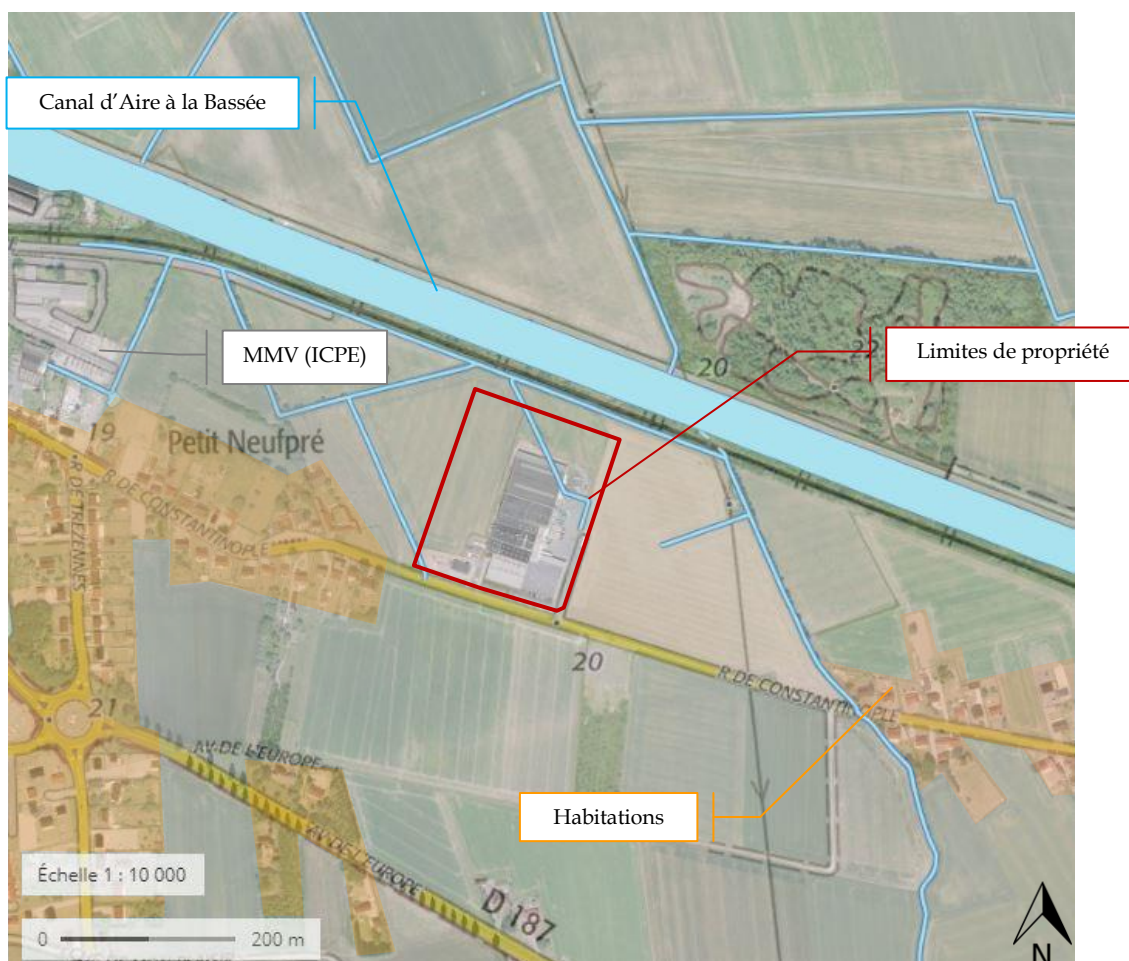 Canal d'Aire à la Bassée
MMV (ICPE)
Limites de propriété
20
22
19
Petit Neufpré
R. DE TREZENNES
R. DE CONSTANTINOPLE
20
R. DE CONSTANTINOPLE
21
AV. DE L'EUROPE
Habitations
AV. DE L'EUROPE
D 187
Échelle 1 : 10 000
0
200 m
N